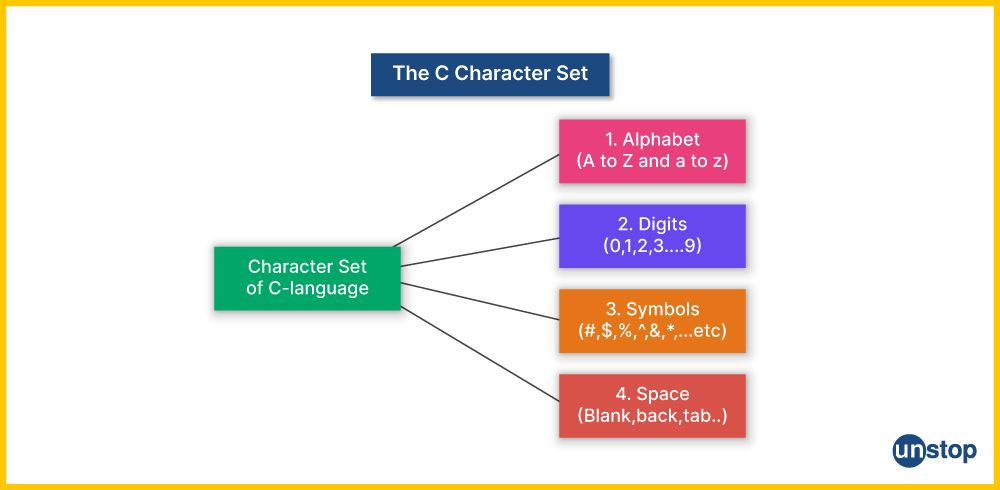 The C Character Set
1. Alphabet
(A to Z and a to z)
2. Digits
(0,1,2,3....9)
Character Set
of C-language
3. Symbols
(#,$,%,^,&,*,...etc)
4. Space
(Blank,back,tab..)
unstop